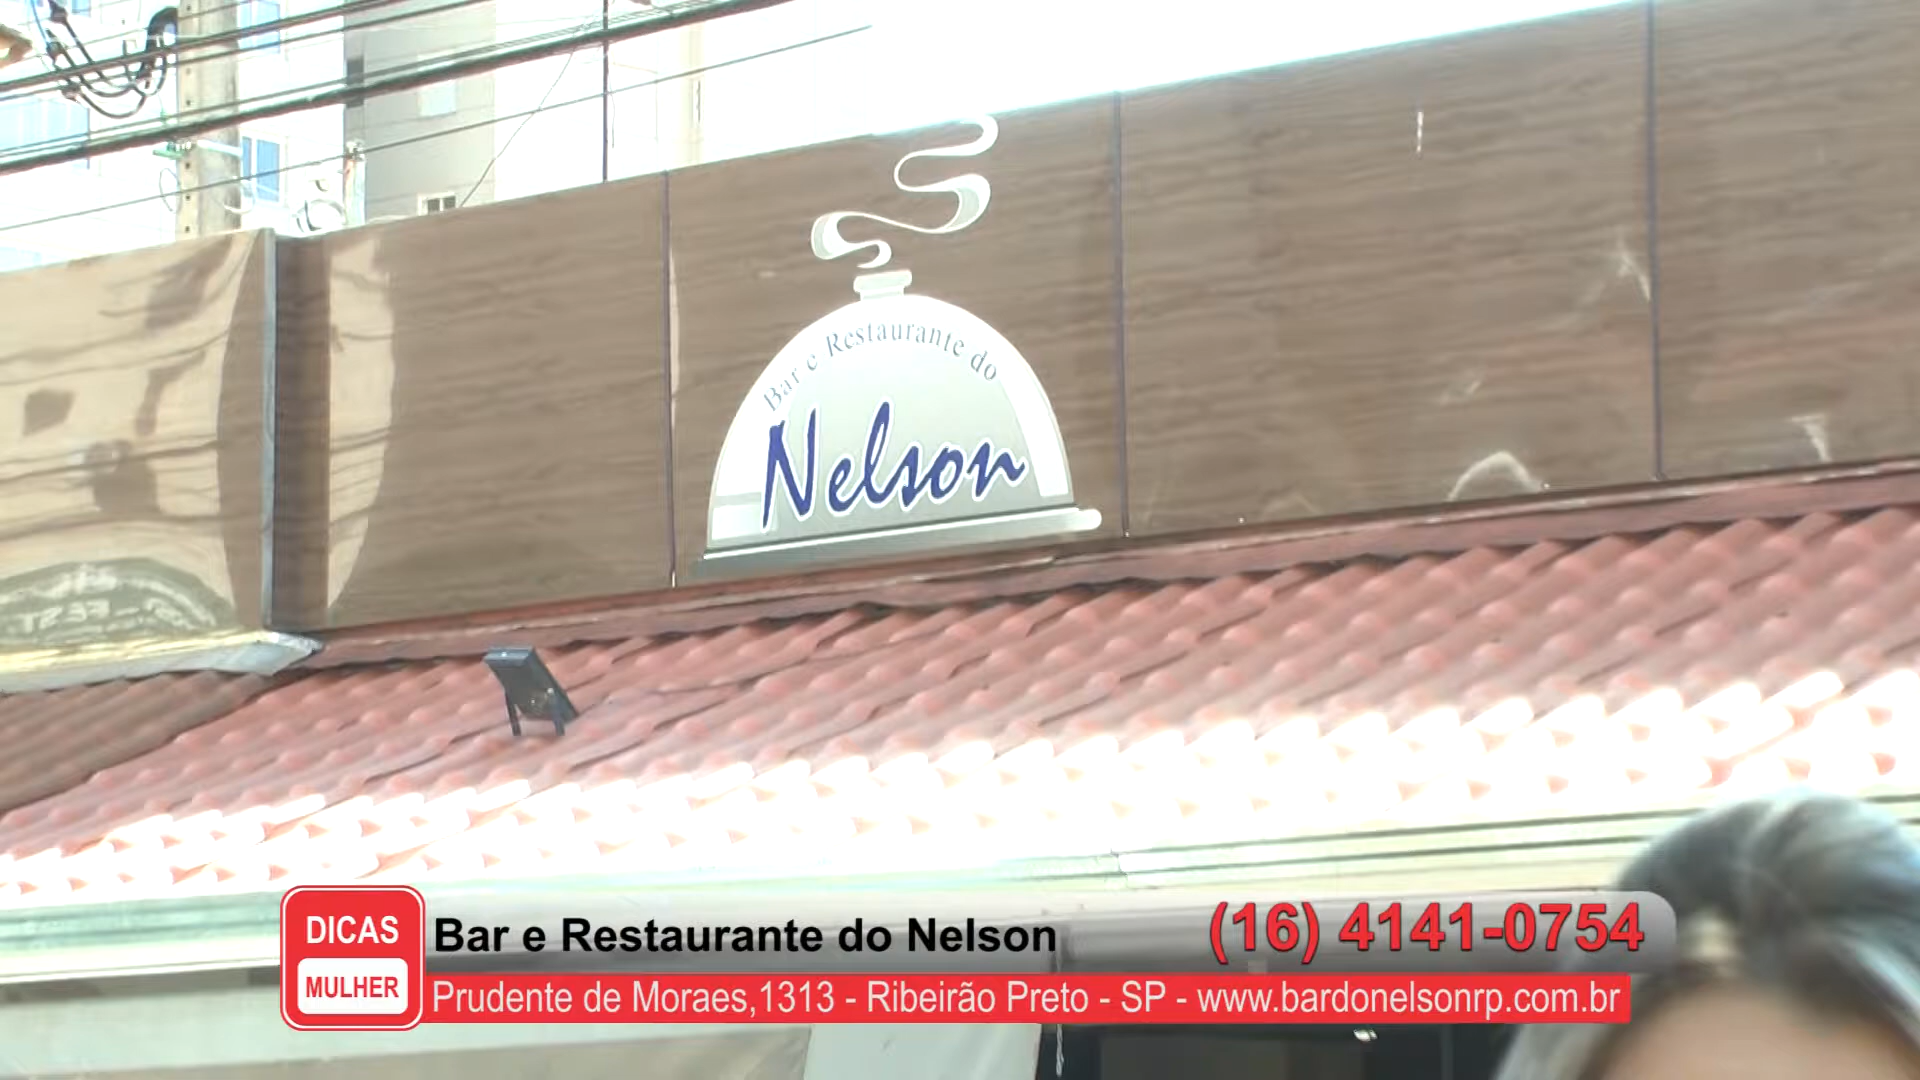 Bar e Restaurante do
Nelson
DICAS
MULHER
Bar e Restaurante do Nelson
(16) 4141-0754
Prudente de Moraes,1313 - Ribeirão Preto - SP - www.bardonelsonrp.com.br